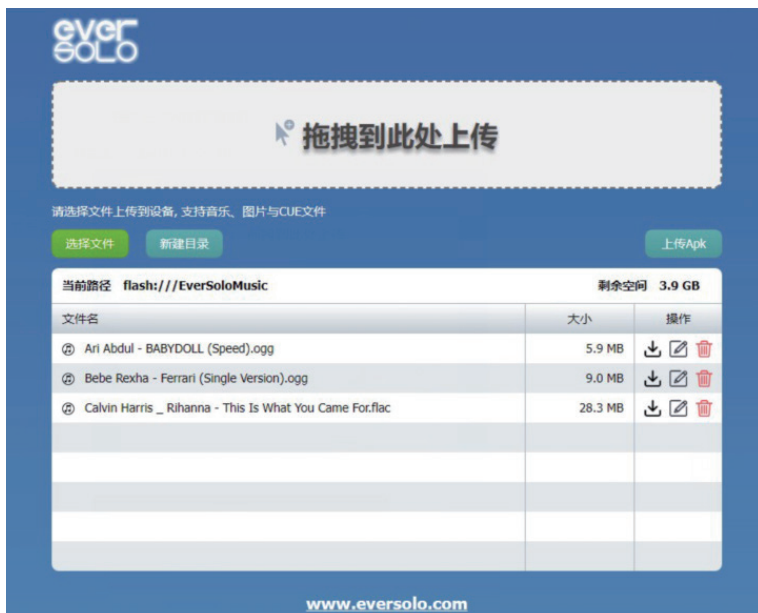 ever
SOLO
拖拽到此处上传
请选择文件上传到设备, 支持音乐、图片与CUE文件
选择文件 新建目录 上传Apk
当前路径 flash:///EverSoloMusic 剩余空间 3.9 GB
文件名 大小 操作
Ari Abdul - BABYDOLL (Speed).ogg 5.9 MB
Bebe Rexha - Ferrari (Single Version).ogg 9.0 MB
Calvin Harris _ Rihanna - This Is What You Came For.flac 28.3 MB
www.eversolo.com